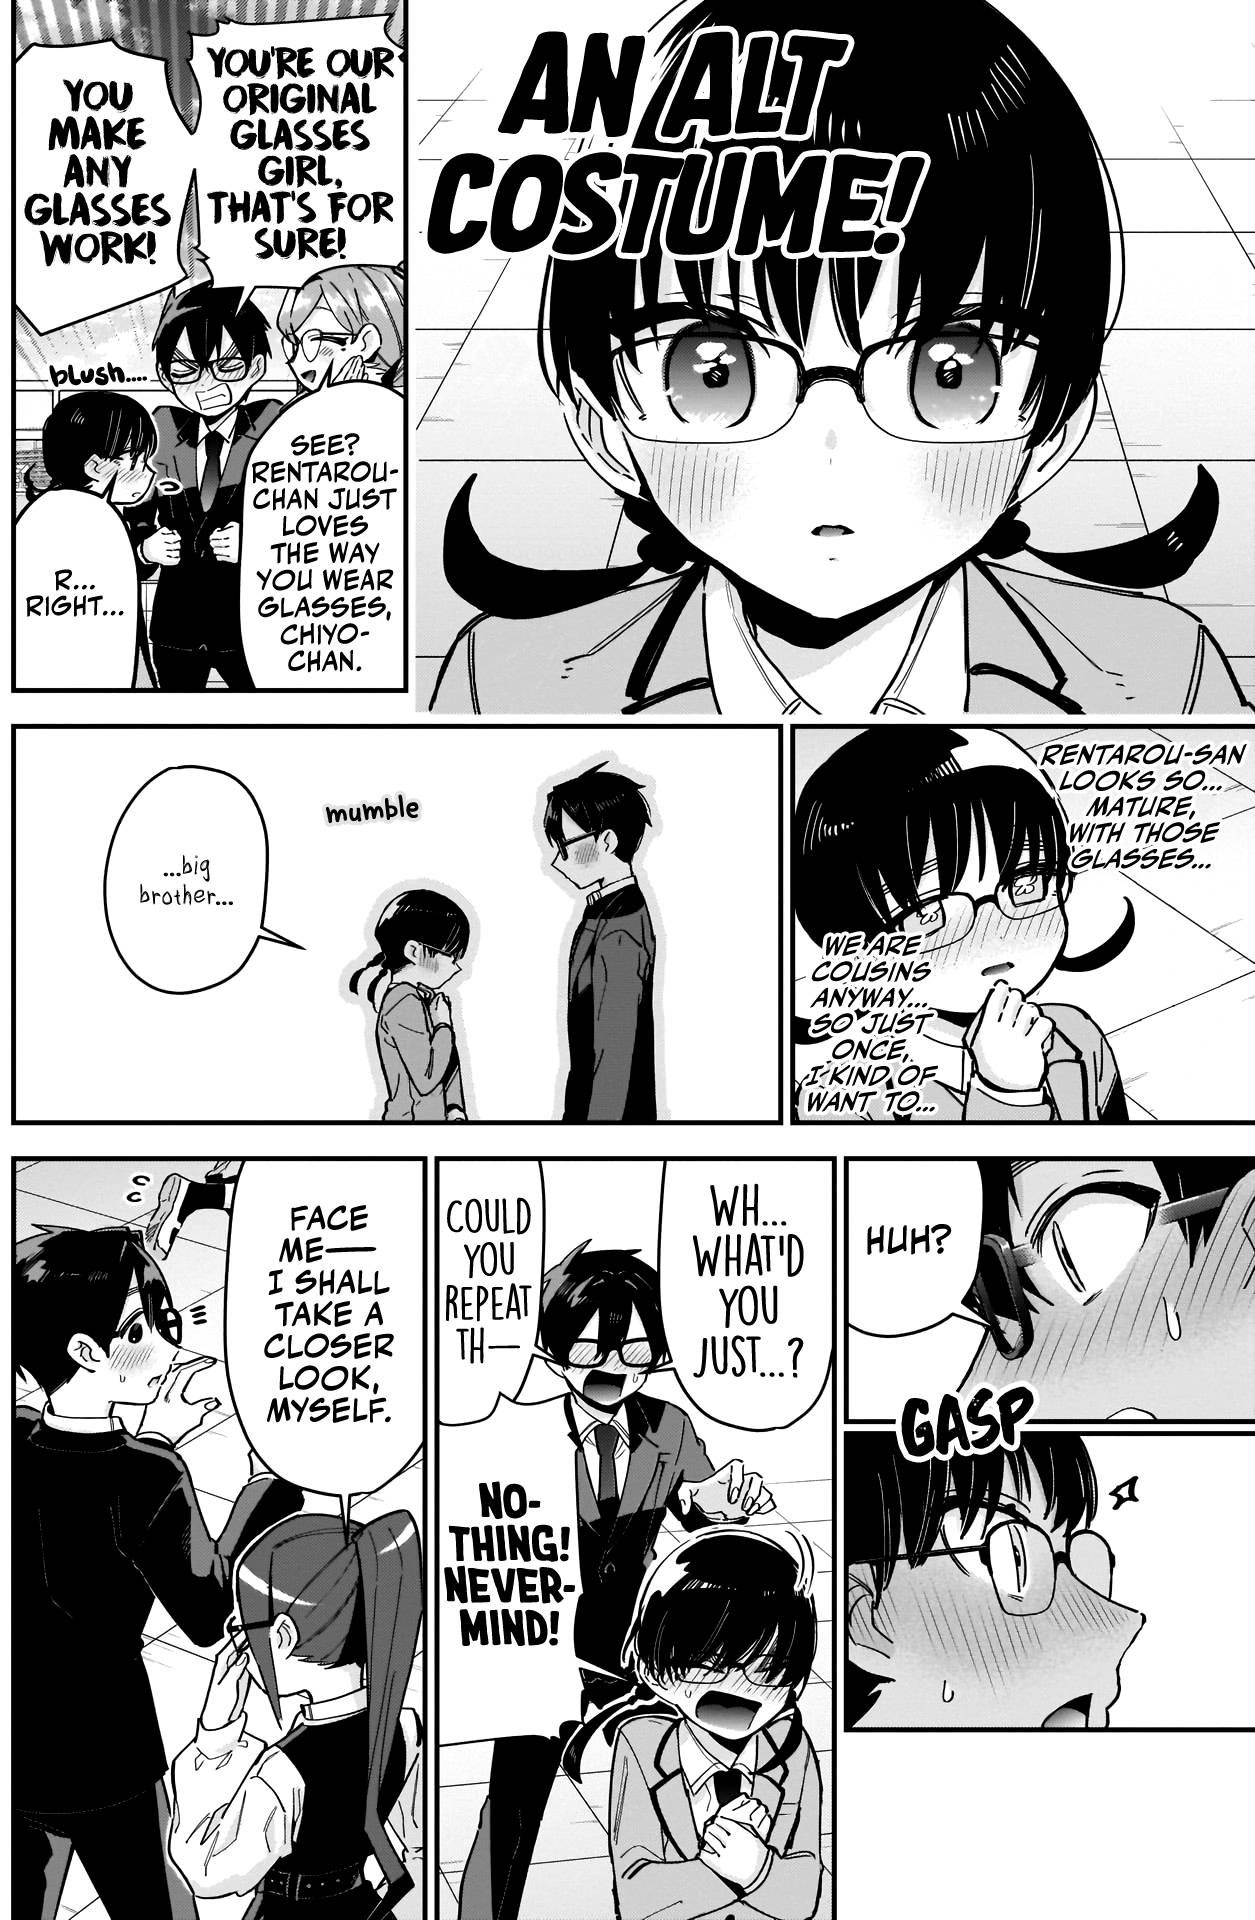 AN ALT
COSTUME!
YOU'RE OUR
ORIGINAL
GLASSES
GIRL,
THAT'S FOR
SURE!
YOU
MAKE
ANY
GLASSES
WORK!
blush....
SEE?
RENTAROU-
CHAN JUST
LOVES
THE WAY
YOU WEAR
GLASSES,
CHIYO-
CHAN.
R...
RIGHT...
RENTAROU-SAN
LOOKS SO...
MATURE,
WITH THOSE
GLASSES...
WE ARE
COUSINS
ANYWAY...
SO JUST
ONCE,
I KIND OF
WANT TO...
mumble
...big
brother...
HUH?
GASP
WH...
WHAT'D
YOU
JUST...?
COULD
YOU
REPEAT
TH—
NO-
THING!
NEVER-
MIND!
FACE
ME——
I SHALL
TAKE A
CLOSER
LOOK,
MYSELF.